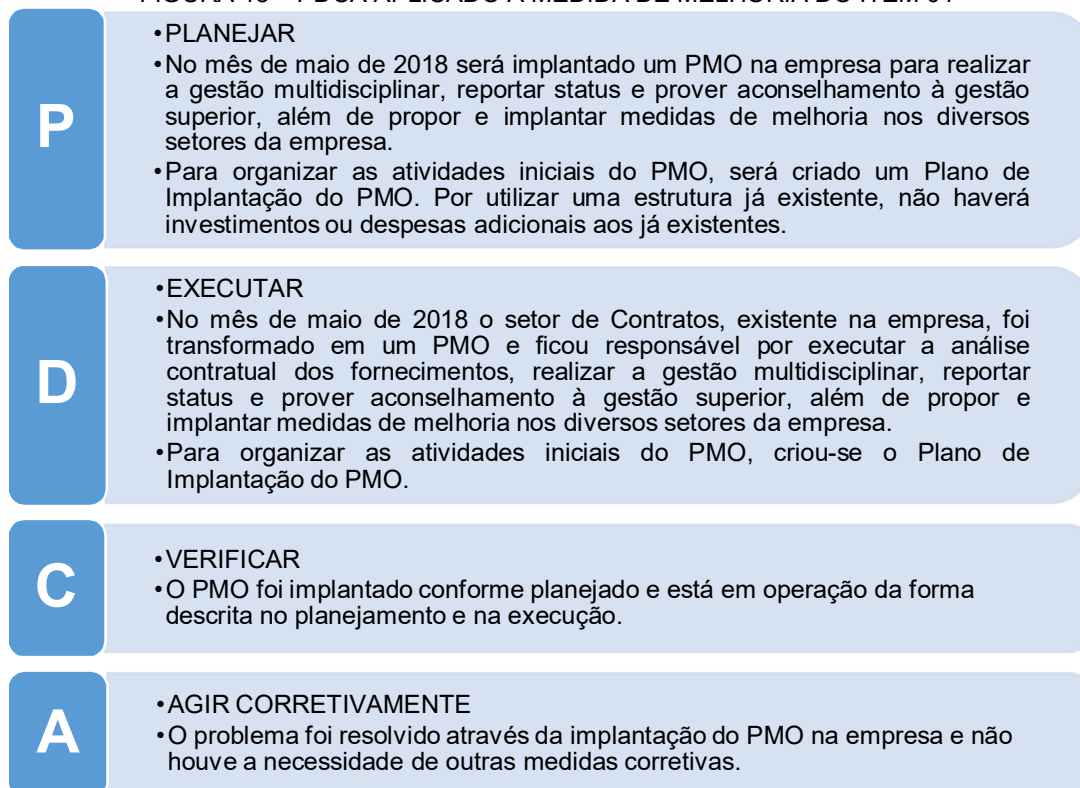 P
•PLANEJAR
•No mês de maio de 2018 será implantado um PMO na empresa para realizar
a gestão multidisciplinar, reportar status e prover aconselhamento à gestão
superior, além de propor e implantar medidas de melhoria nos diversos
setores da empresa.
•Para organizar as atividades iniciais do PMO, será criado um Plano de
Implantação do PMO. Por utilizar uma estrutura já existente, não haverá
investimentos ou despesas adicionais aos já existentes.
D
•EXECUTAR
•No mês de maio de 2018 o setor de Contratos, existente na empresa, foi
transformado em um PMO e ficou responsável por executar a análise
contratual dos fornecimentos, realizar a gestão multidisciplinar, reportar
status e prover aconselhamento à gestão superior, além de propor e
implantar medidas de melhoria nos diversos setores da empresa.
•Para organizar as atividades iniciais do PMO, criou-se o Plano de
Implantação do PMO.
C
•VERIFICAR
•O PMO foi implantado conforme planejado e está em operação da forma
descrita no planejamento e na execução.
A
•AGIR CORRETIVAMENTE
•O problema foi resolvido através da implantação do PMO na empresa e não
houve a necessidade de outras medidas corretivas.